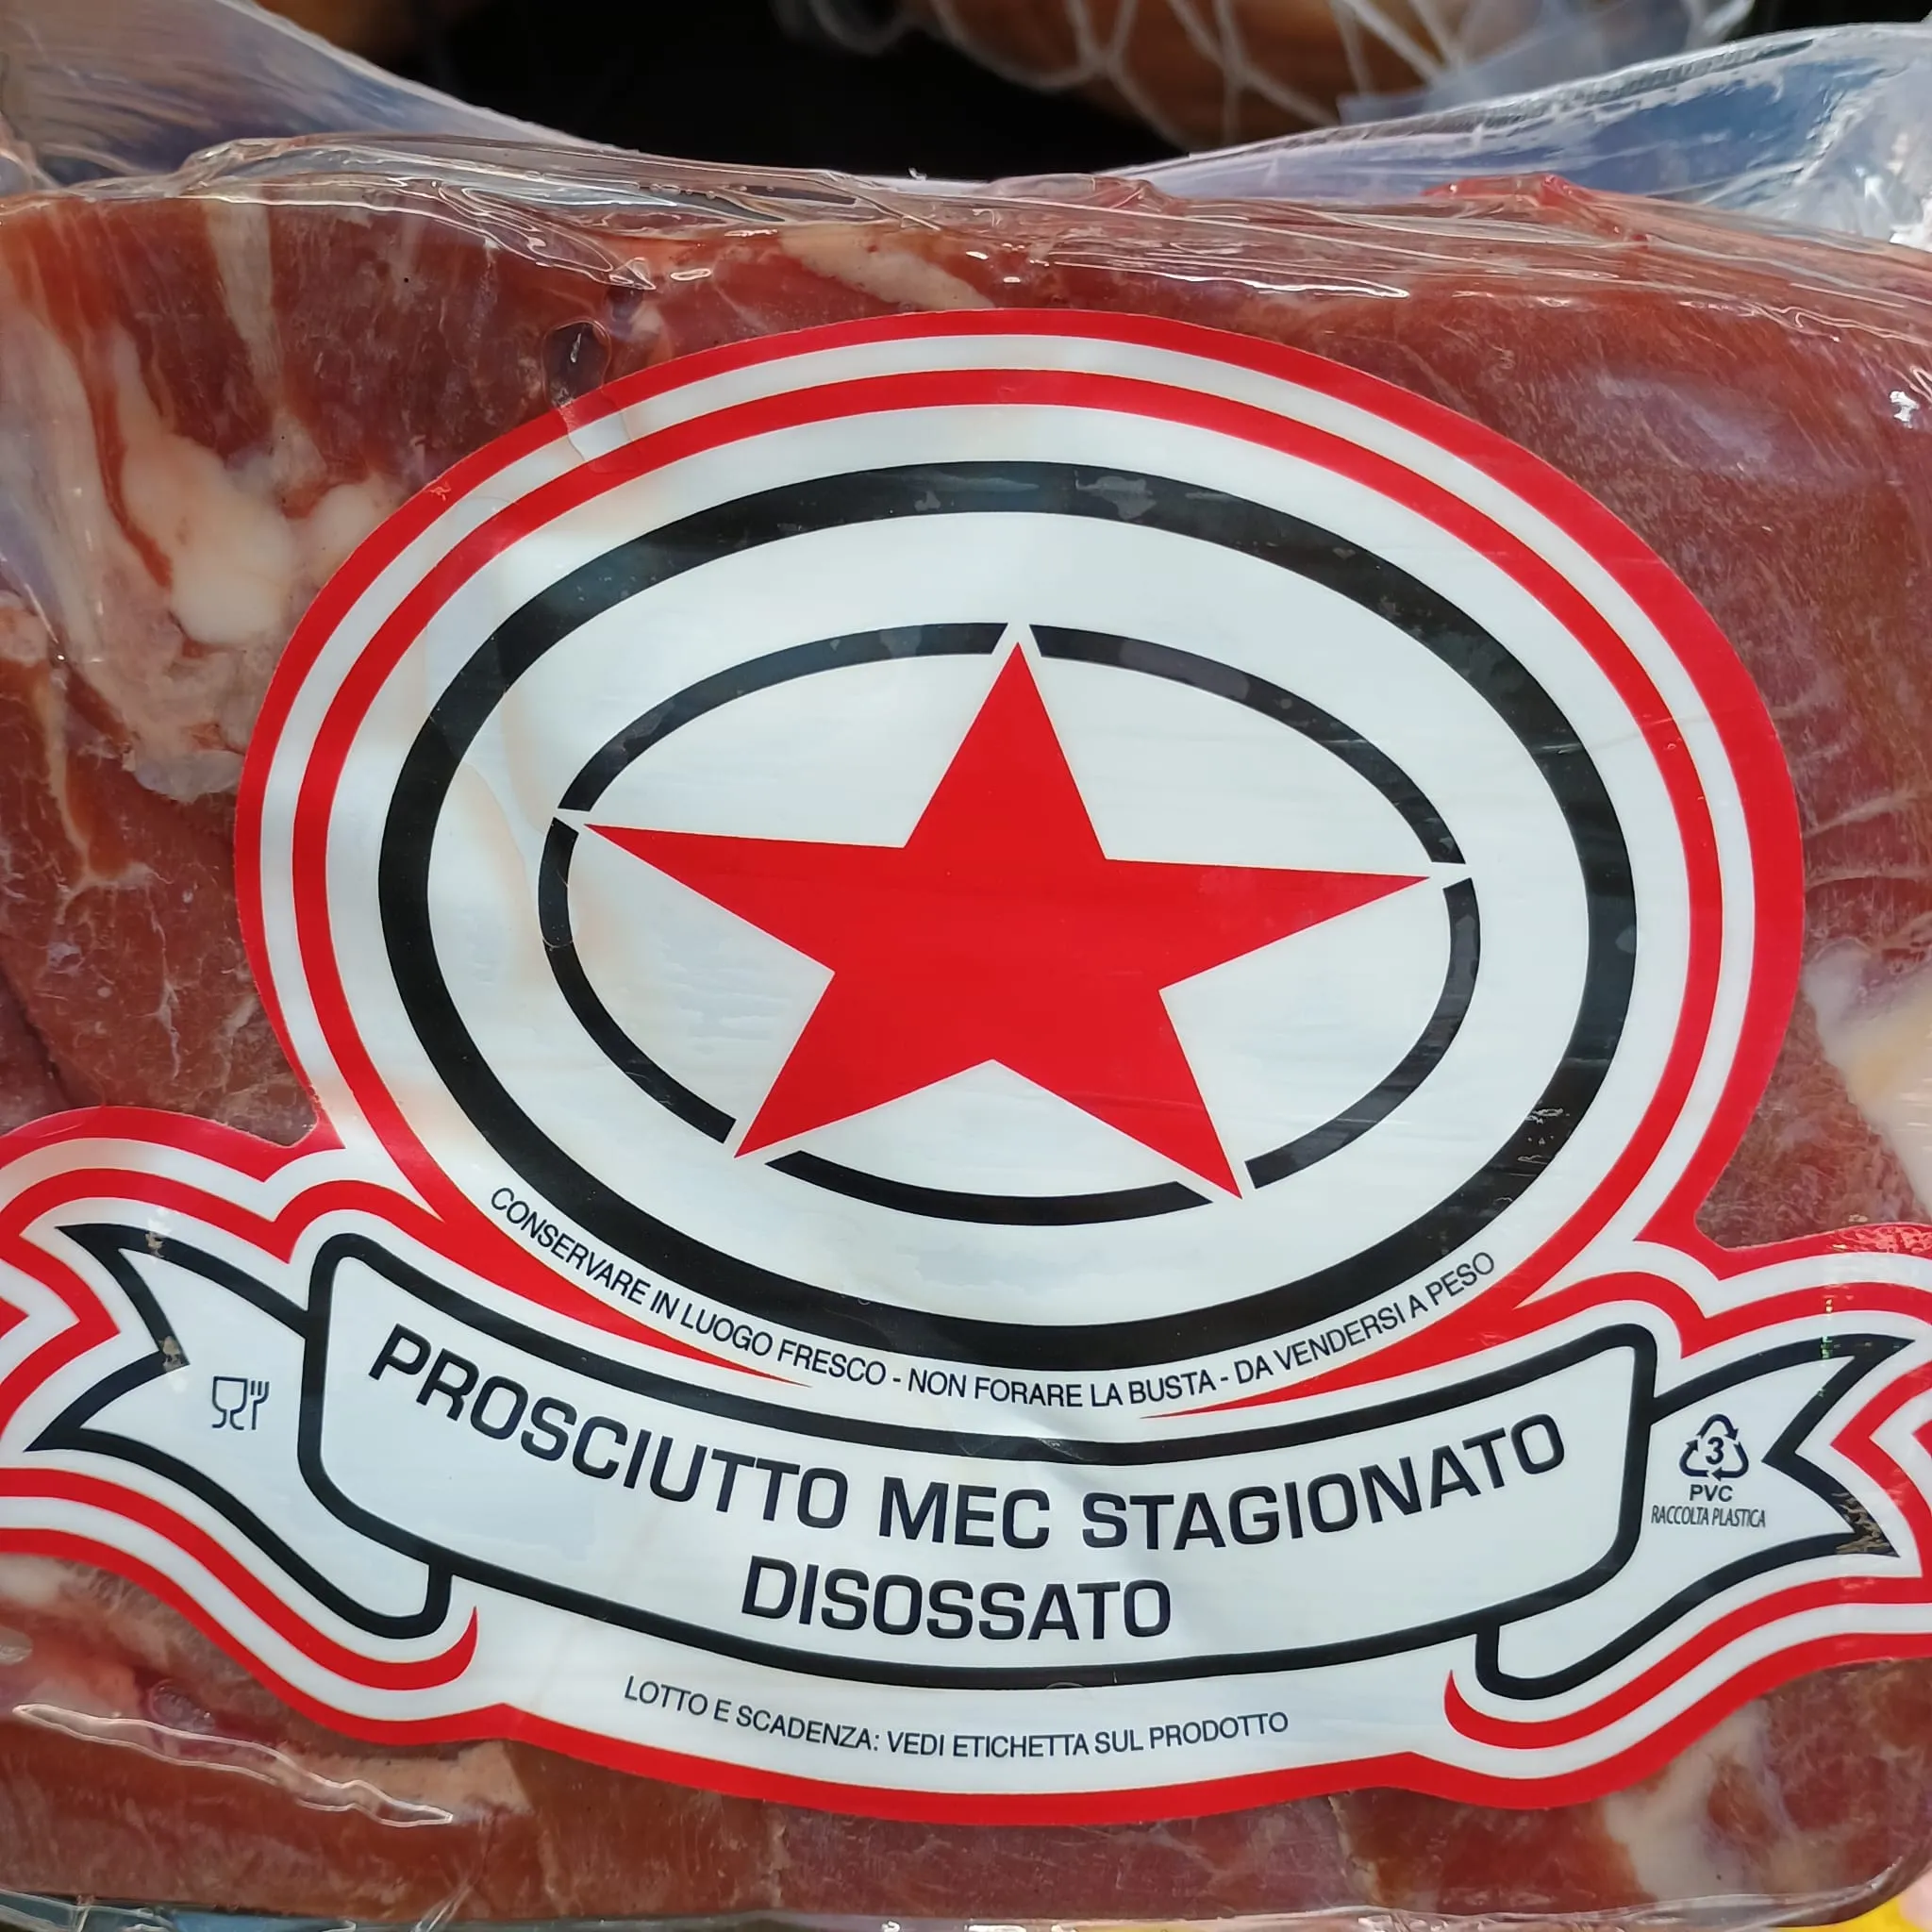 CONSERVARE IN LUOGO FRESCO - NON FORARE LA BUSTA - DA VENDERSI A PESO
PROSCIUTTO MEC STAGIONATO
DISOSSATO
3
PVC
RACCOLTA PLASTICA
LOTTO E SCADENZA: VEDI ETICHETTA SUL PRODOTTO